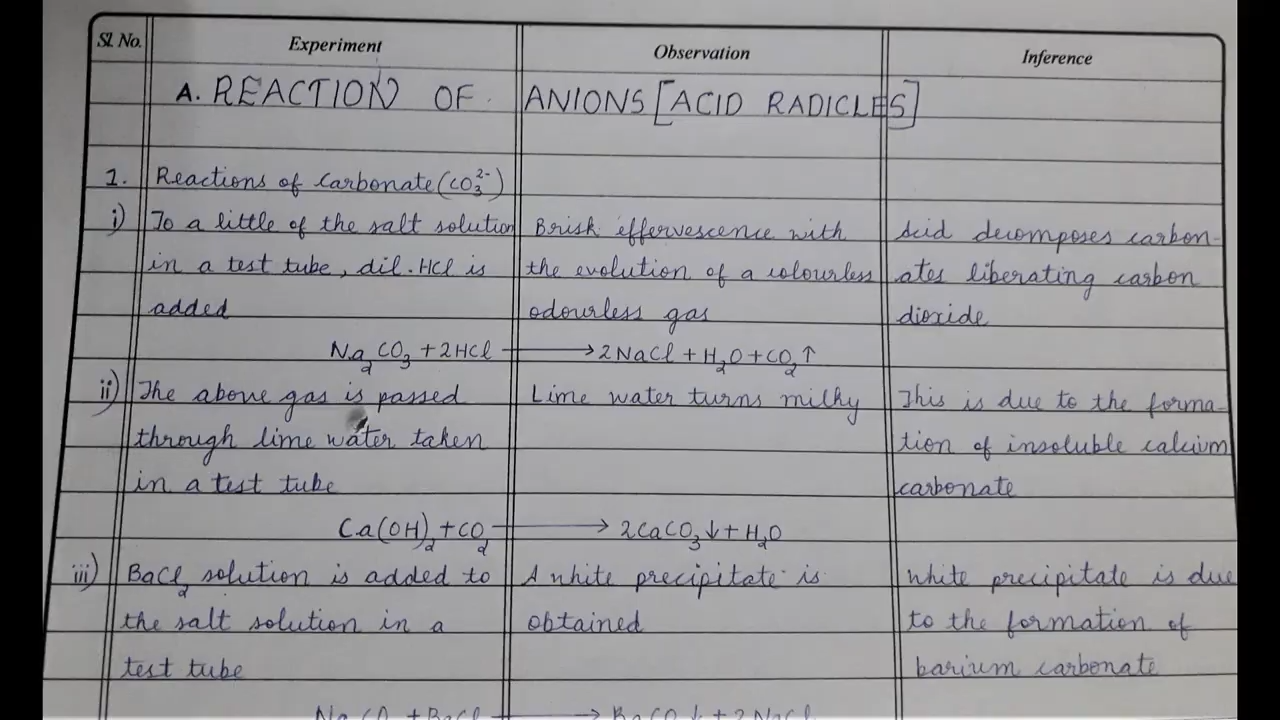 Sl. No. Experiment Observation Inference
A. REACTION OF ANIONS [ACID RADICLES]
1. Reactions of Carbonate (CO₃²⁻)
i) To a little of the salt solution
in a test tube, dil. HCl is
added
Brisk effervescence with
the evolution of a colourless
odourless gas
Acid decomposes carbon-
ates liberating carbon
dioxide
Na₂CO₃ + 2HCl → 2NaCl + H₂O + CO₂↑
ii) The above gas is passed
through lime water taken
in a test tube
Lime water turns milky
This is due to the forma-
tion of insoluble calcium
carbonate
Ca(OH)₂ + CO₂ → 2CaCO₃↓ + H₂O
iii) BaCl₂ solution is added to
the salt solution in a
test tube
A white precipitate is
obtained
White precipitate is due
to the formation of
barium carbonate